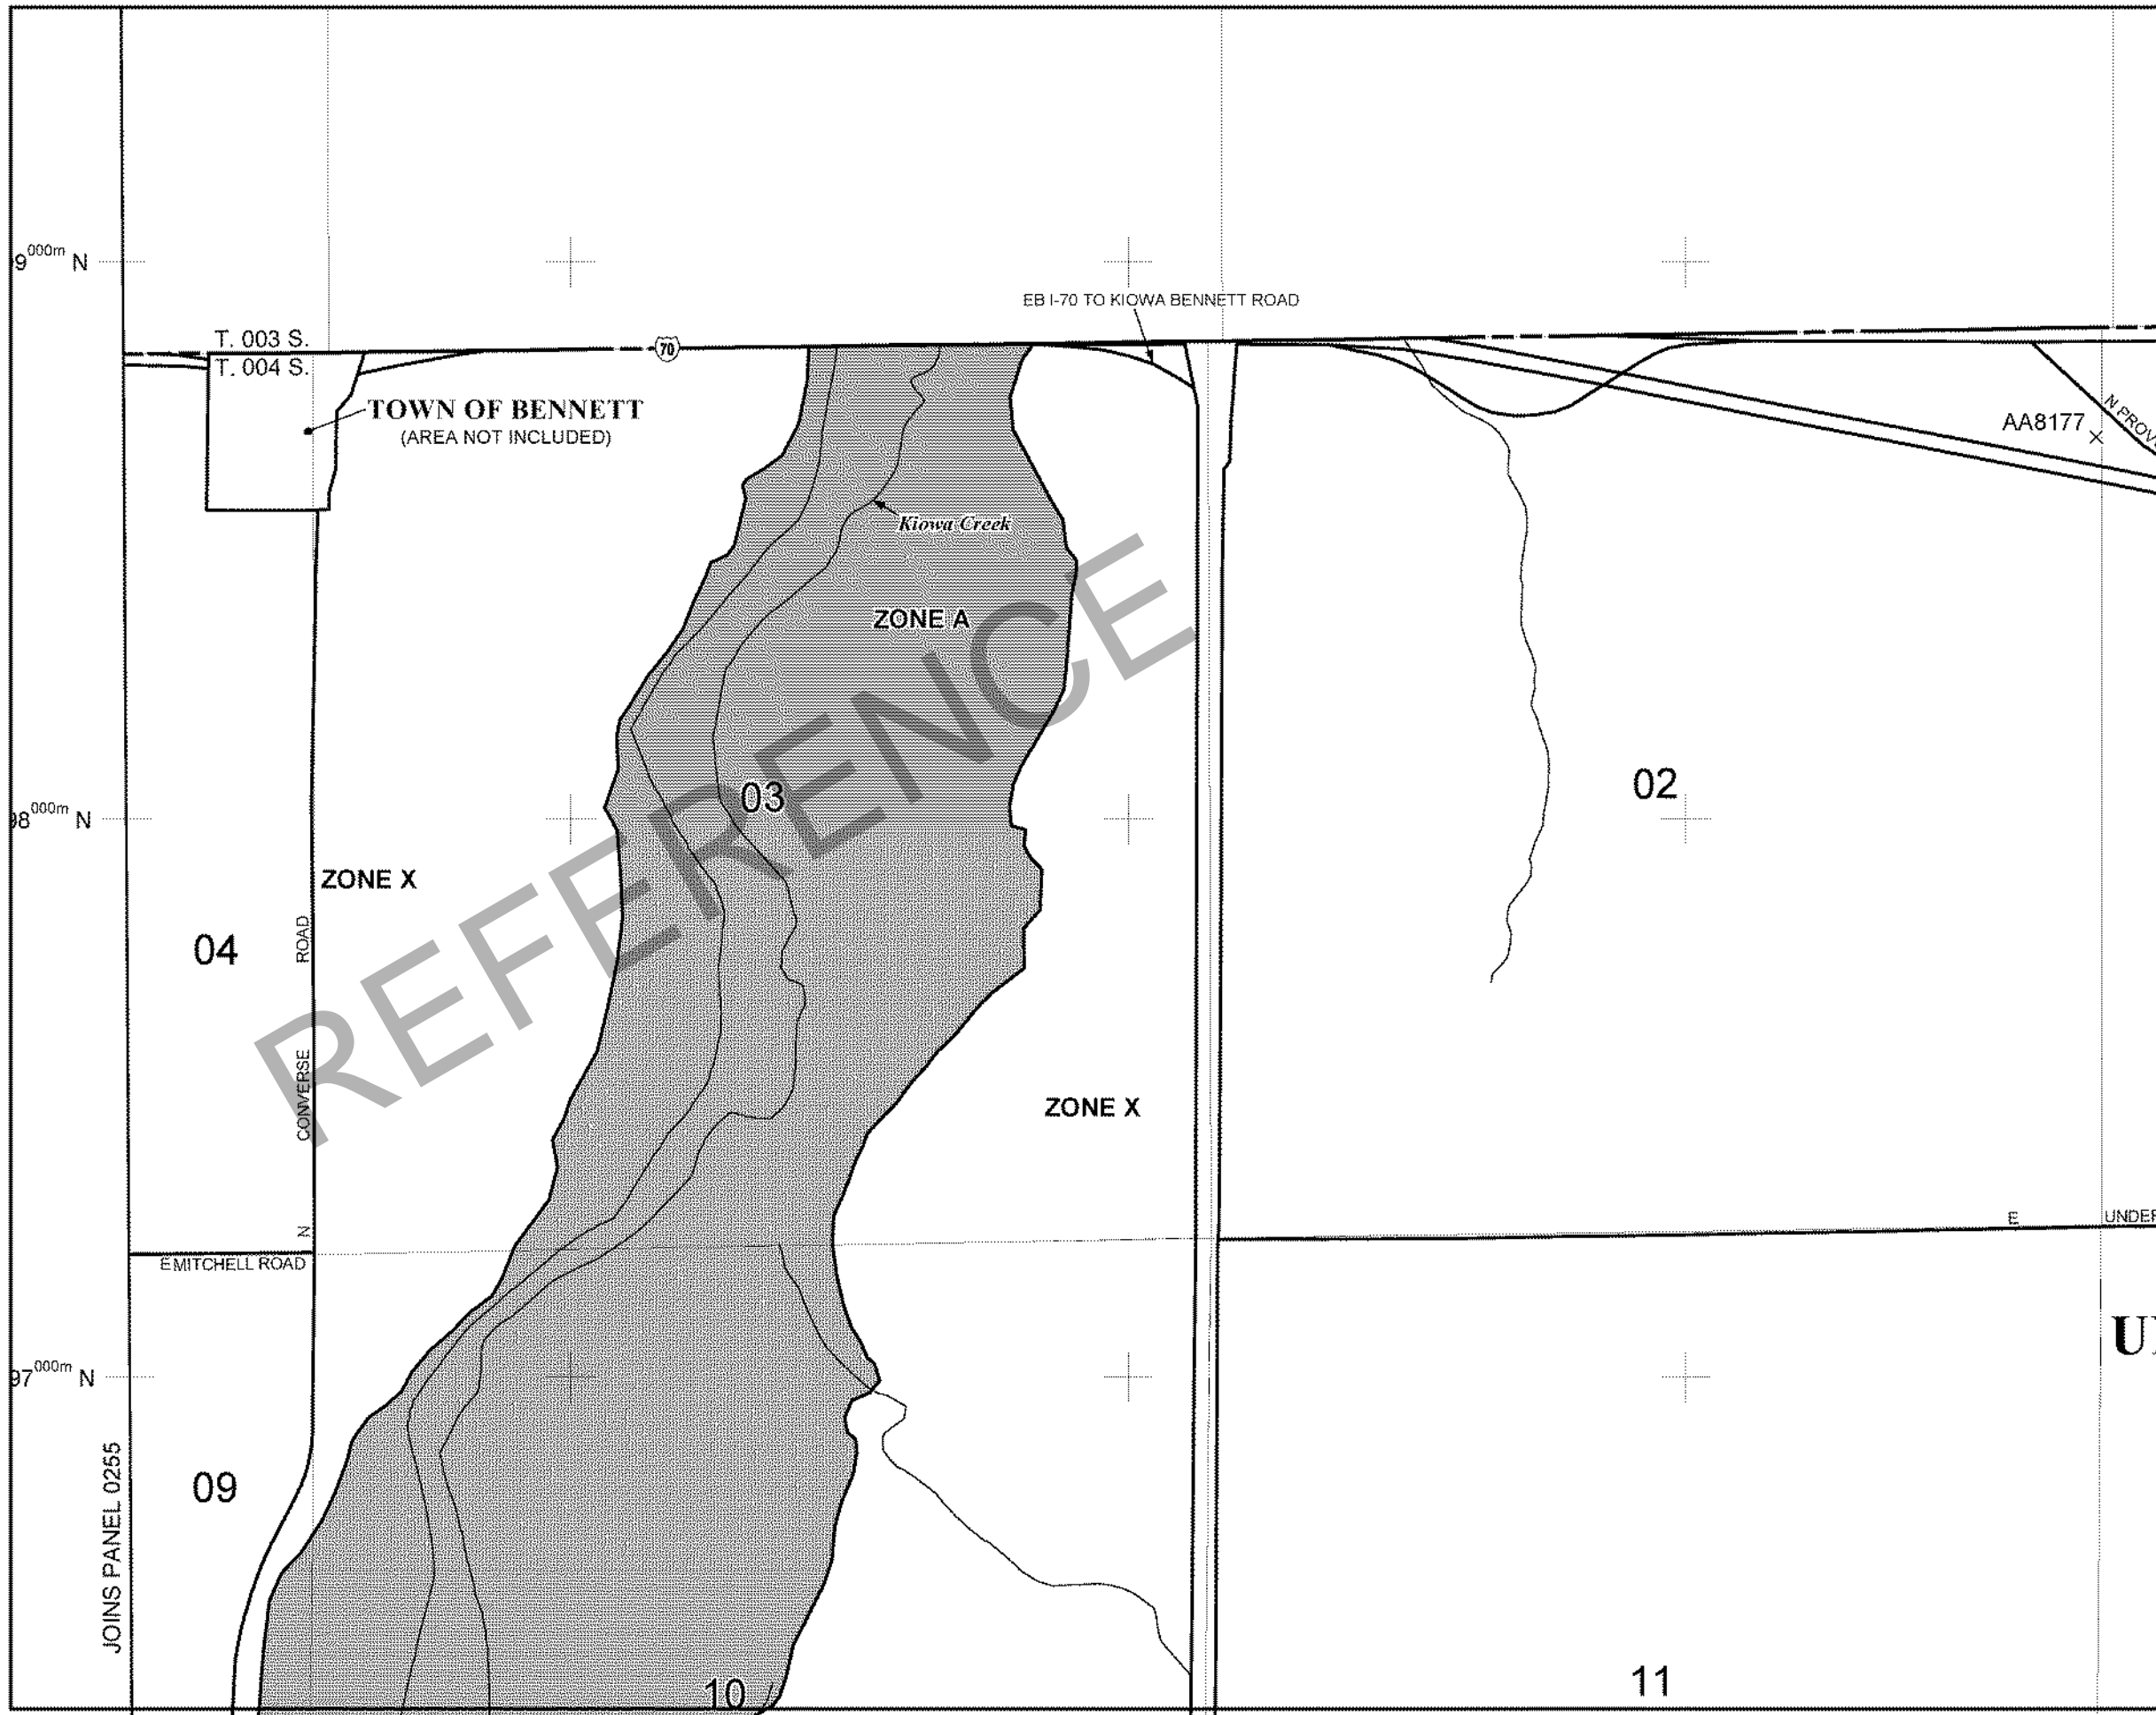 9000m N
EB I-70 TO KIOWA BENNETT ROAD
T. 003 S.
70
T. 004 S.
TOWN OF BENNETT
(AREA NOT INCLUDED)
AA8177
N PROV
Kiowa Creek
ZONE A
REFERENCE
03
02
98000m N
ZONE X
04
N CONVERSE ROAD
ZONE X
E MITCHELL ROAD
E UNDER
U
97000m N
JOINS PANEL 0255
09
10
11